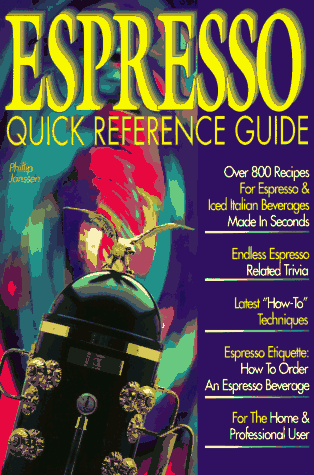 ESPRESSO
QUICK REFERENCE GUIDE
Phillip
Janssen
Over 800 Recipes
For Espresso &
Iced Italian Beverages
Made In Seconds
Endless Espresso
Related Trivia
Latest "How-To"
Techniques
Espresso Etiquette:
How To Order
An Espresso Beverage
For The Home &
Professional User